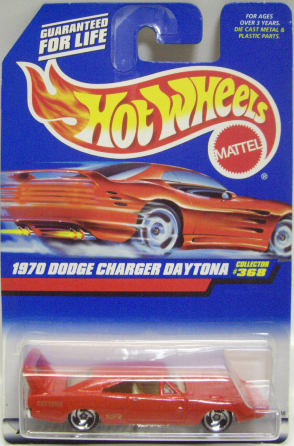 GUARANTEED
FOR LIFE
FOR AGES
OVER 3 YEARS.
DIE CAST METAL &
PLASTIC PARTS.
HOT WHEELS
MATTEL
®
1970 DODGE CHARGER DAYTONA
COLLECTOR
#368
DAYTONA